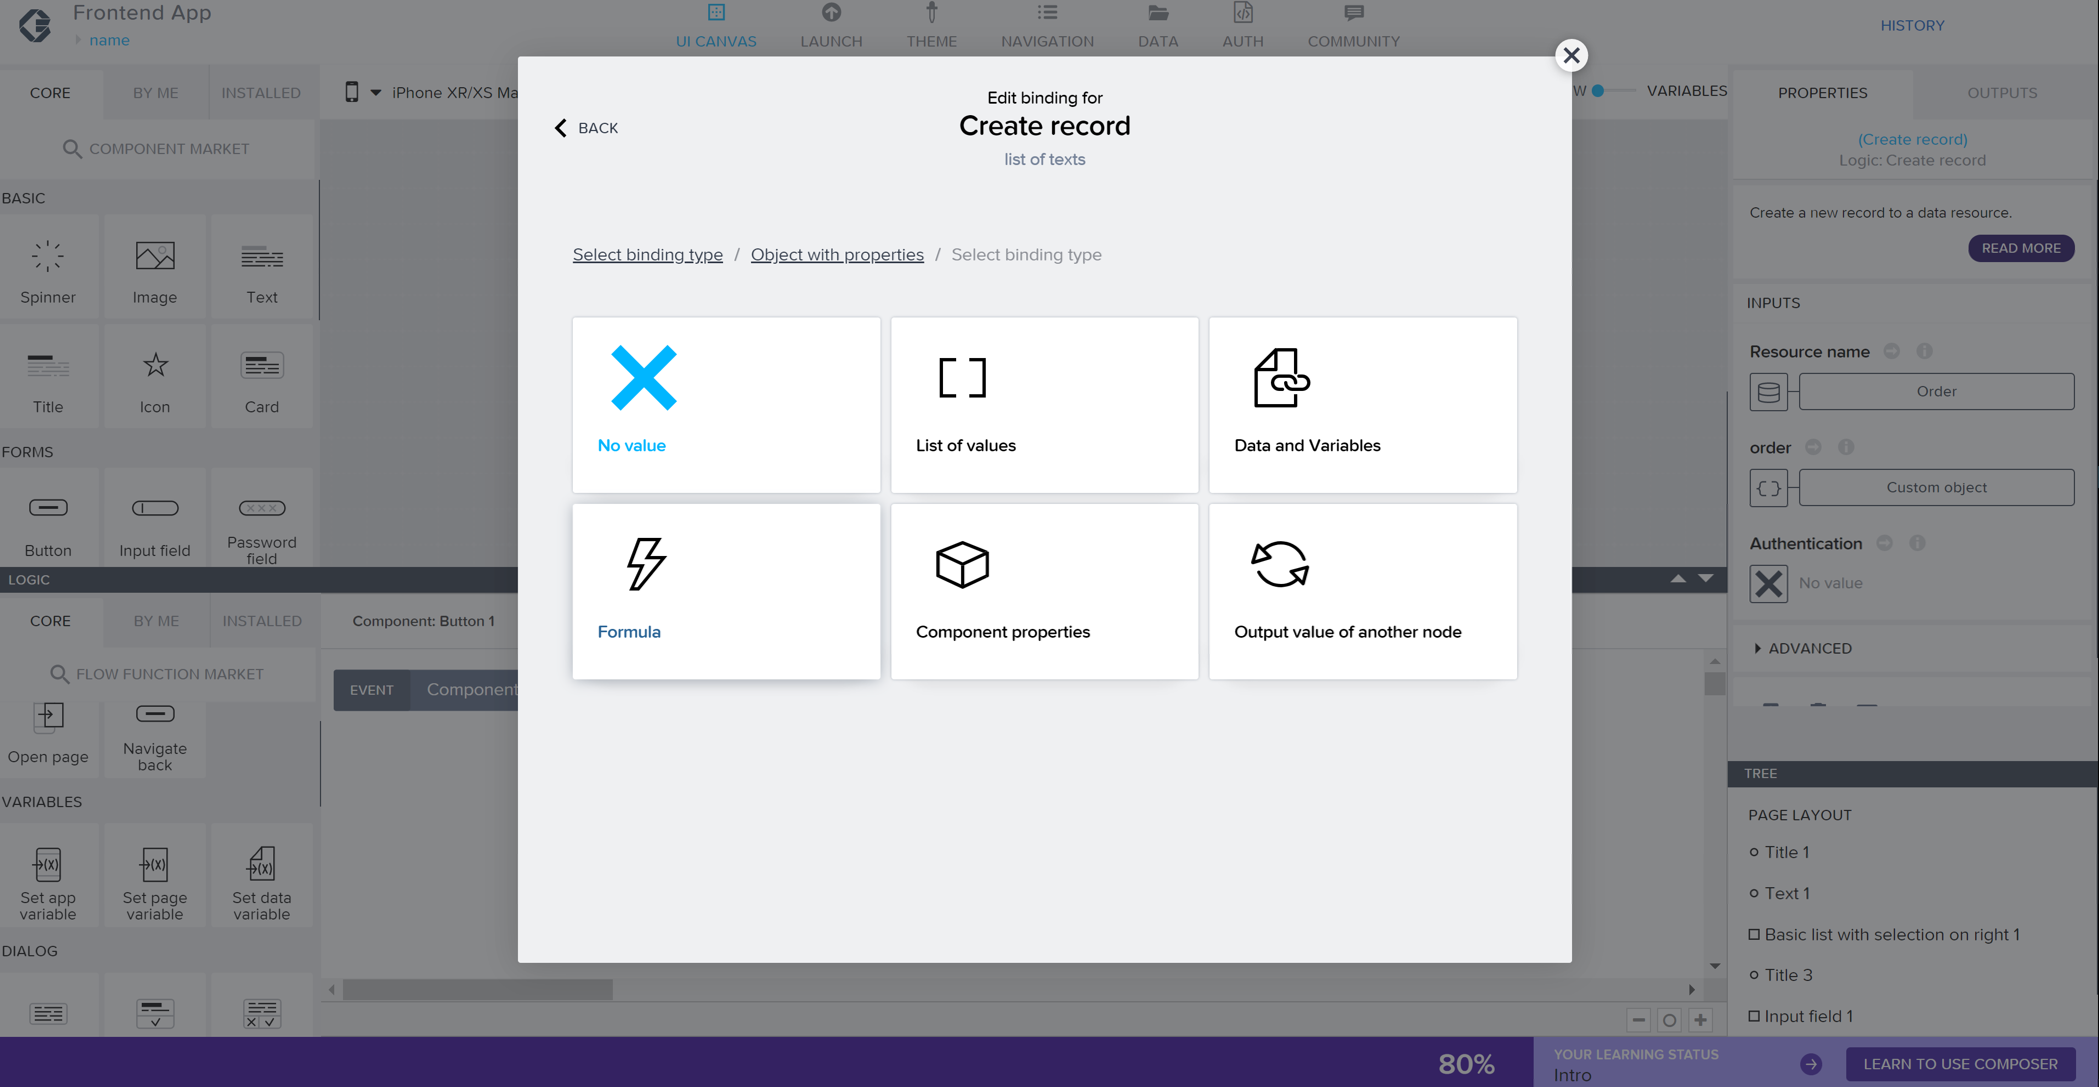 Frontend App
name
UI CANVAS
LAUNCH
THEME
NAVIGATION
DATA
AUTH
COMMUNITY
HISTORY
CORE
BY ME
INSTALLED
iPhone XR/XS Ma
W
VARIABLES
PROPERTIES
OUTPUTS
COMPONENT MARKET
BASIC
Spinner
Image
Text
Title
Icon
Card
FORMS
Button
Input field
Password
field
LOGIC
CORE
BY ME
INSTALLED
Component: Button 1
FLOW FUNCTION MARKET
EVENT
Component
Open page
Navigate
back
VARIABLES
Set app
variable
Set page
variable
Set data
variable
DIALOG
Edit binding for
BACK
Create record
list of texts
Select binding type / Object with properties / Select binding type
No value
List of values
Data and Variables
Formula
Component properties
Output value of another node
(Create record)
Logic: Create record
Create a new record to a data resource.
READ MORE
INPUTS
Resource name
Order
order
Custom object
Authentication
No value
ADVANCED
TREE
PAGE LAYOUT
Title 1
Text 1
Basic list with selection on right 1
Title 3
Input field 1
80%
YOUR LEARNING STATUS
Intro
LEARN TO USE COMPOSER